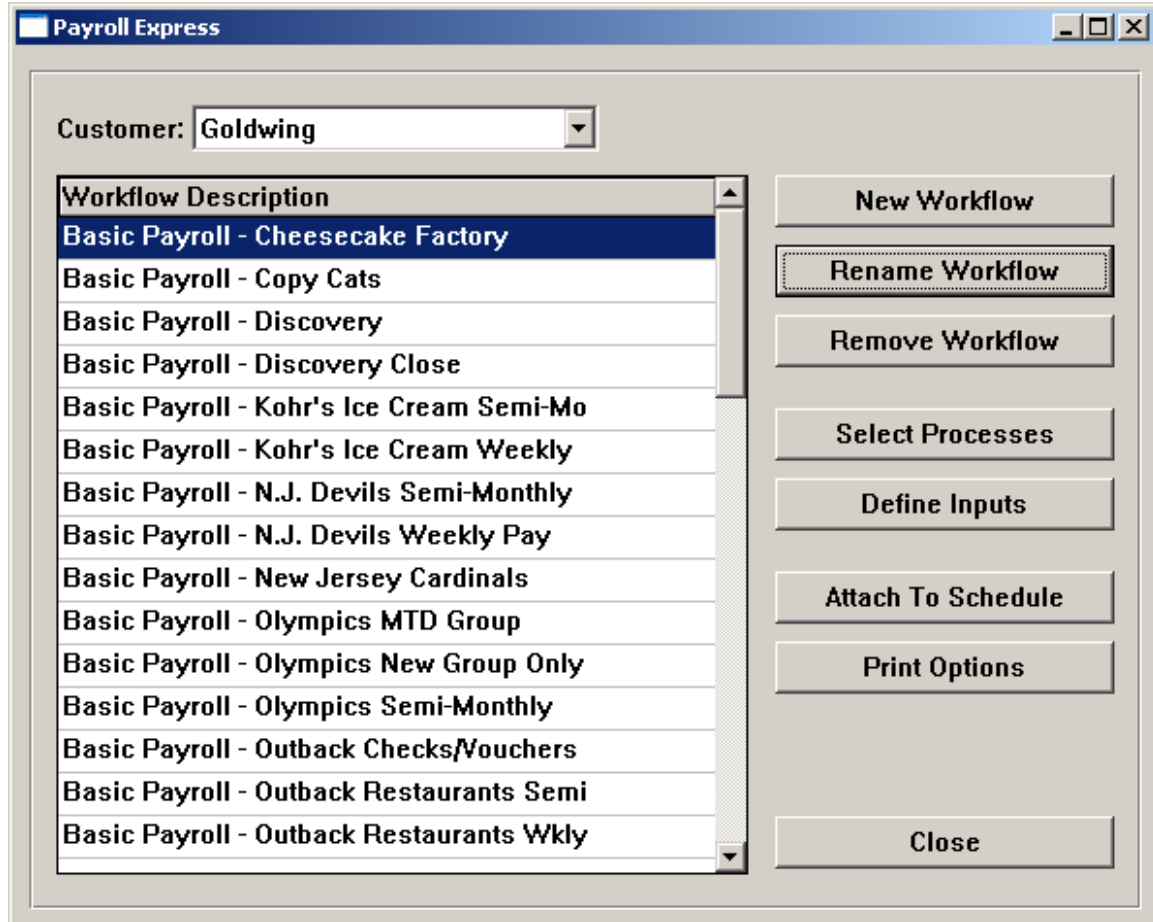 Payroll Express
Customer: Goldwing
Workflow Description
Basic Payroll - Cheesecake Factory
Basic Payroll - Copy Cats
Basic Payroll - Discovery
Basic Payroll - Discovery Close
Basic Payroll - Kohr's Ice Cream Semi-Mo
Basic Payroll - Kohr's Ice Cream Weekly
Basic Payroll - N.J. Devils Semi-Monthly
Basic Payroll - N.J. Devils Weekly Pay
Basic Payroll - New Jersey Cardinals
Basic Payroll - Olympics MTD Group
Basic Payroll - Olympics New Group Only
Basic Payroll - Olympics Semi-Monthly
Basic Payroll - Outback Checks/Vouchers
Basic Payroll - Outback Restaurants Semi
Basic Payroll - Outback Restaurants Wkly
New Workflow
Rename Workflow
Remove Workflow
Select Processes
Define Inputs
Attach To Schedule
Print Options
Close